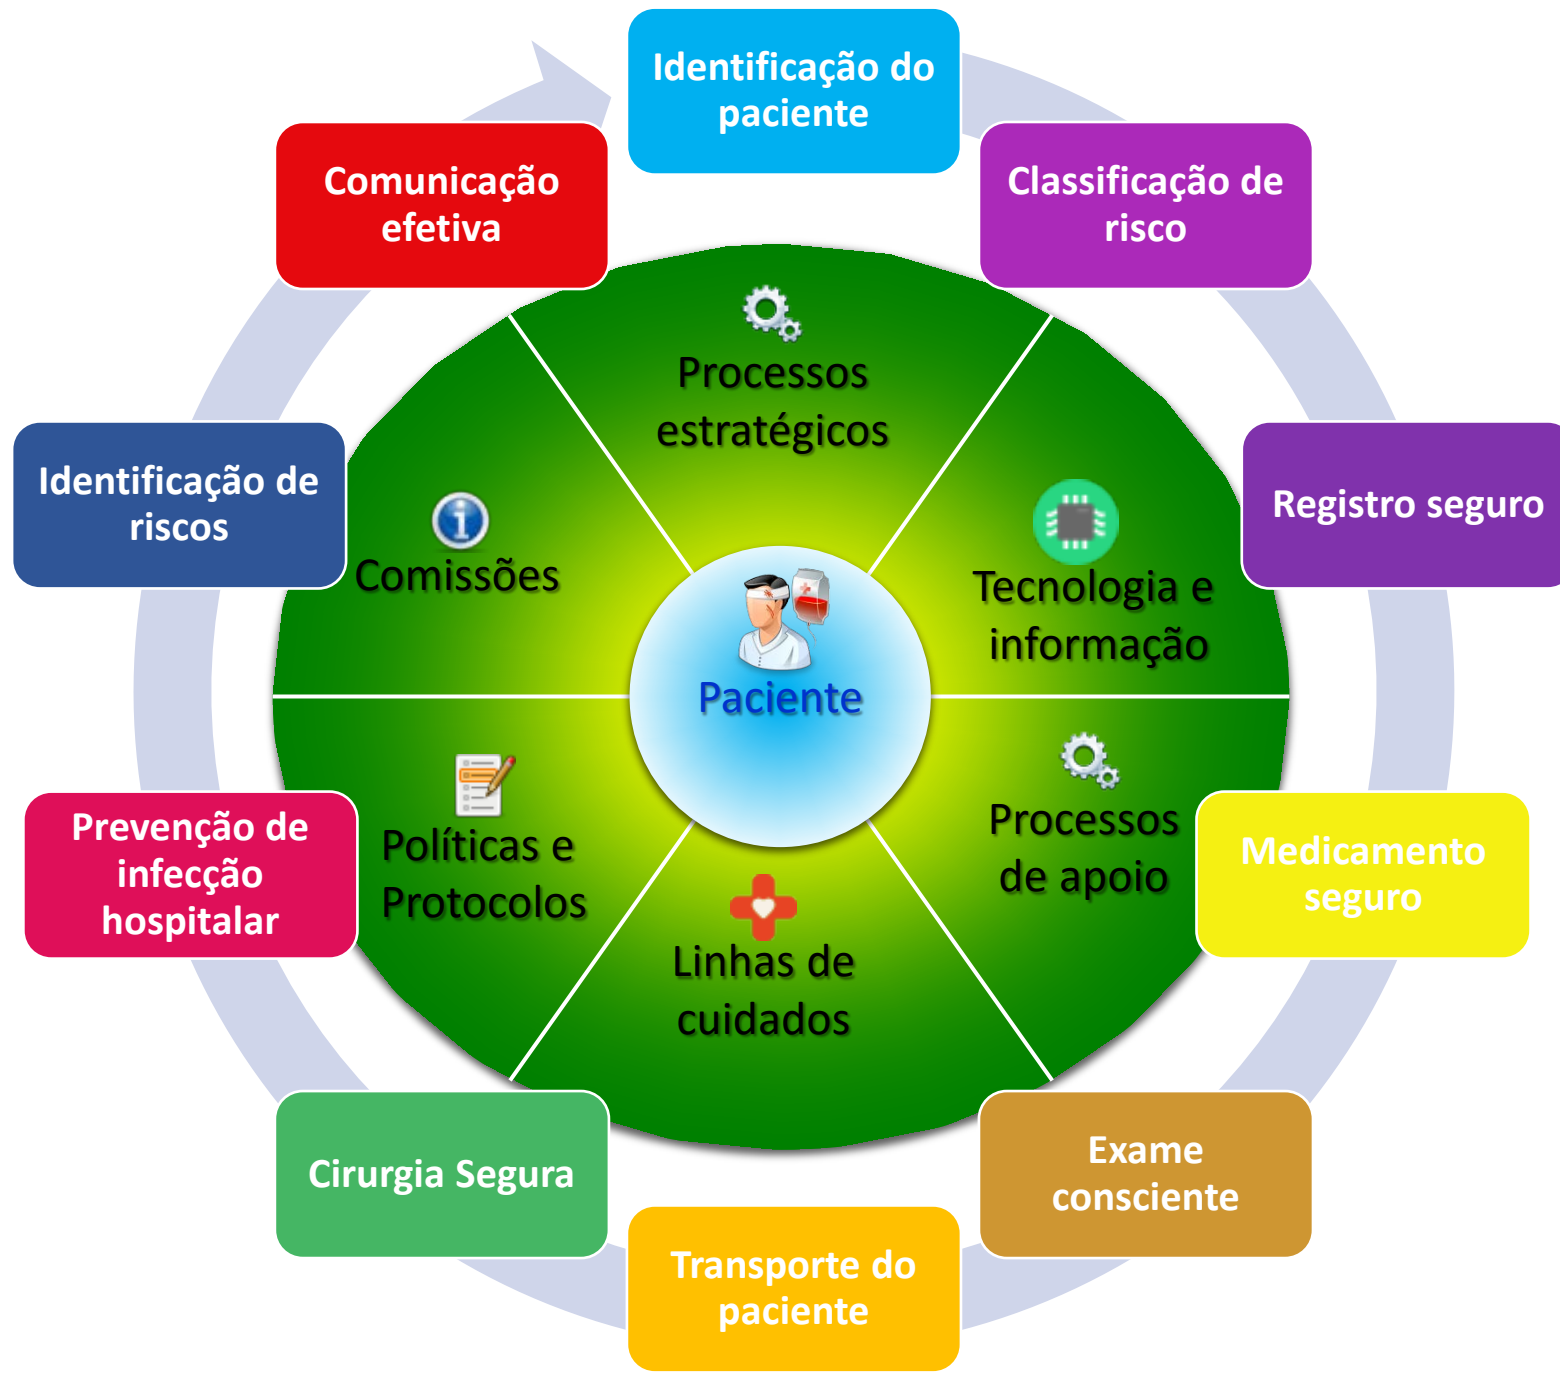 Identificação do
paciente
Classificação de
risco
Registro seguro
Medicamento
seguro
Exame
consciente
Transporte do
paciente
Cirurgia Segura
Prevenção de
infecção
hospitalar
Identificação de
riscos
Comunicação
efetiva
Processos
estratégicos
Tecnologia e
informação
Processos
de apoio
Linhas de
cuidados
Políticas e
Protocolos
Comissões
Paciente